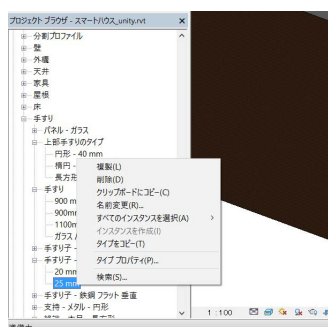 プロジェクト ブラウザ - スマートハウス_unity.rvt
分割プロファイル
壁
外構
天井
家具
屋根
床
手すり
パネル - ガラス
上部手すりのタイプ
円形 - 40 mm
楕円 -
長方形
手すり
900 m
900mm
1100m
ガラス
手すり子 -
手すり子 -
20 mm
25 mm
手すり子 - 鉄鋼 フラット 垂直
支持 - メタル - 円形
複製(L)
削除(D)
クリップボードにコピー(C)
名前変更(R)...
すべてのインスタンスを選択(A)
インスタンスを作成(I)
タイプをコピー(T)
タイプ プロパティ(P)...
検索(S)...
1 : 100